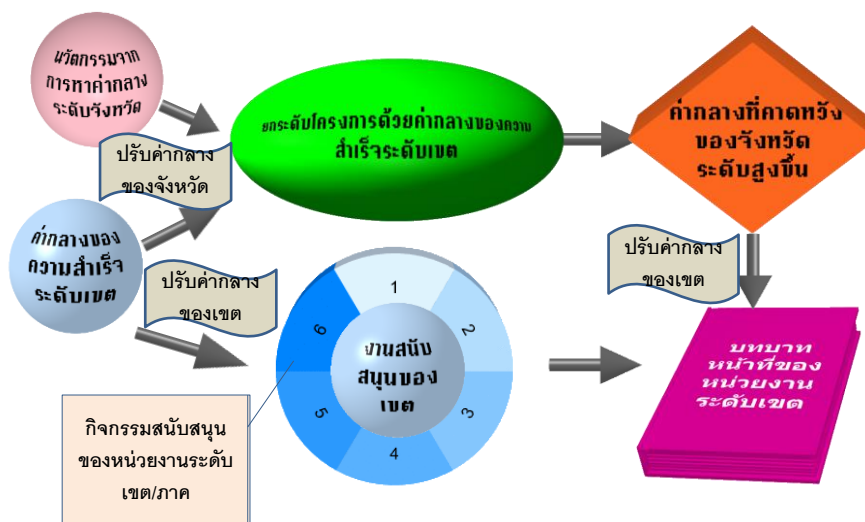 นวัตกรรมจาก
การหาค่ากลาง
ระดับจังหวัด
ยกระดับโครงการด้วยค่ากลางของความ
สำเร็จระดับเขต
ค่ากลางที่คาดหวัง
ของจังหวัด
ระดับสูงขึ้น
ปรับค่ากลาง
ของจังหวัด
ค่ากลางของ
ความสำเร็จ
ระดับเขต
ปรับค่ากลาง
ของเขต
ปรับค่ากลาง
ของเขต
1
2
3
4
5
6
งานสนับ
สนุนของ
เขต
บทบาท
หน้าที่ของ
หน่วยงาน
ระดับเขต
กิจกรรมสนับสนุน
ของหน่วยงานระดับ
เขต/ภาค